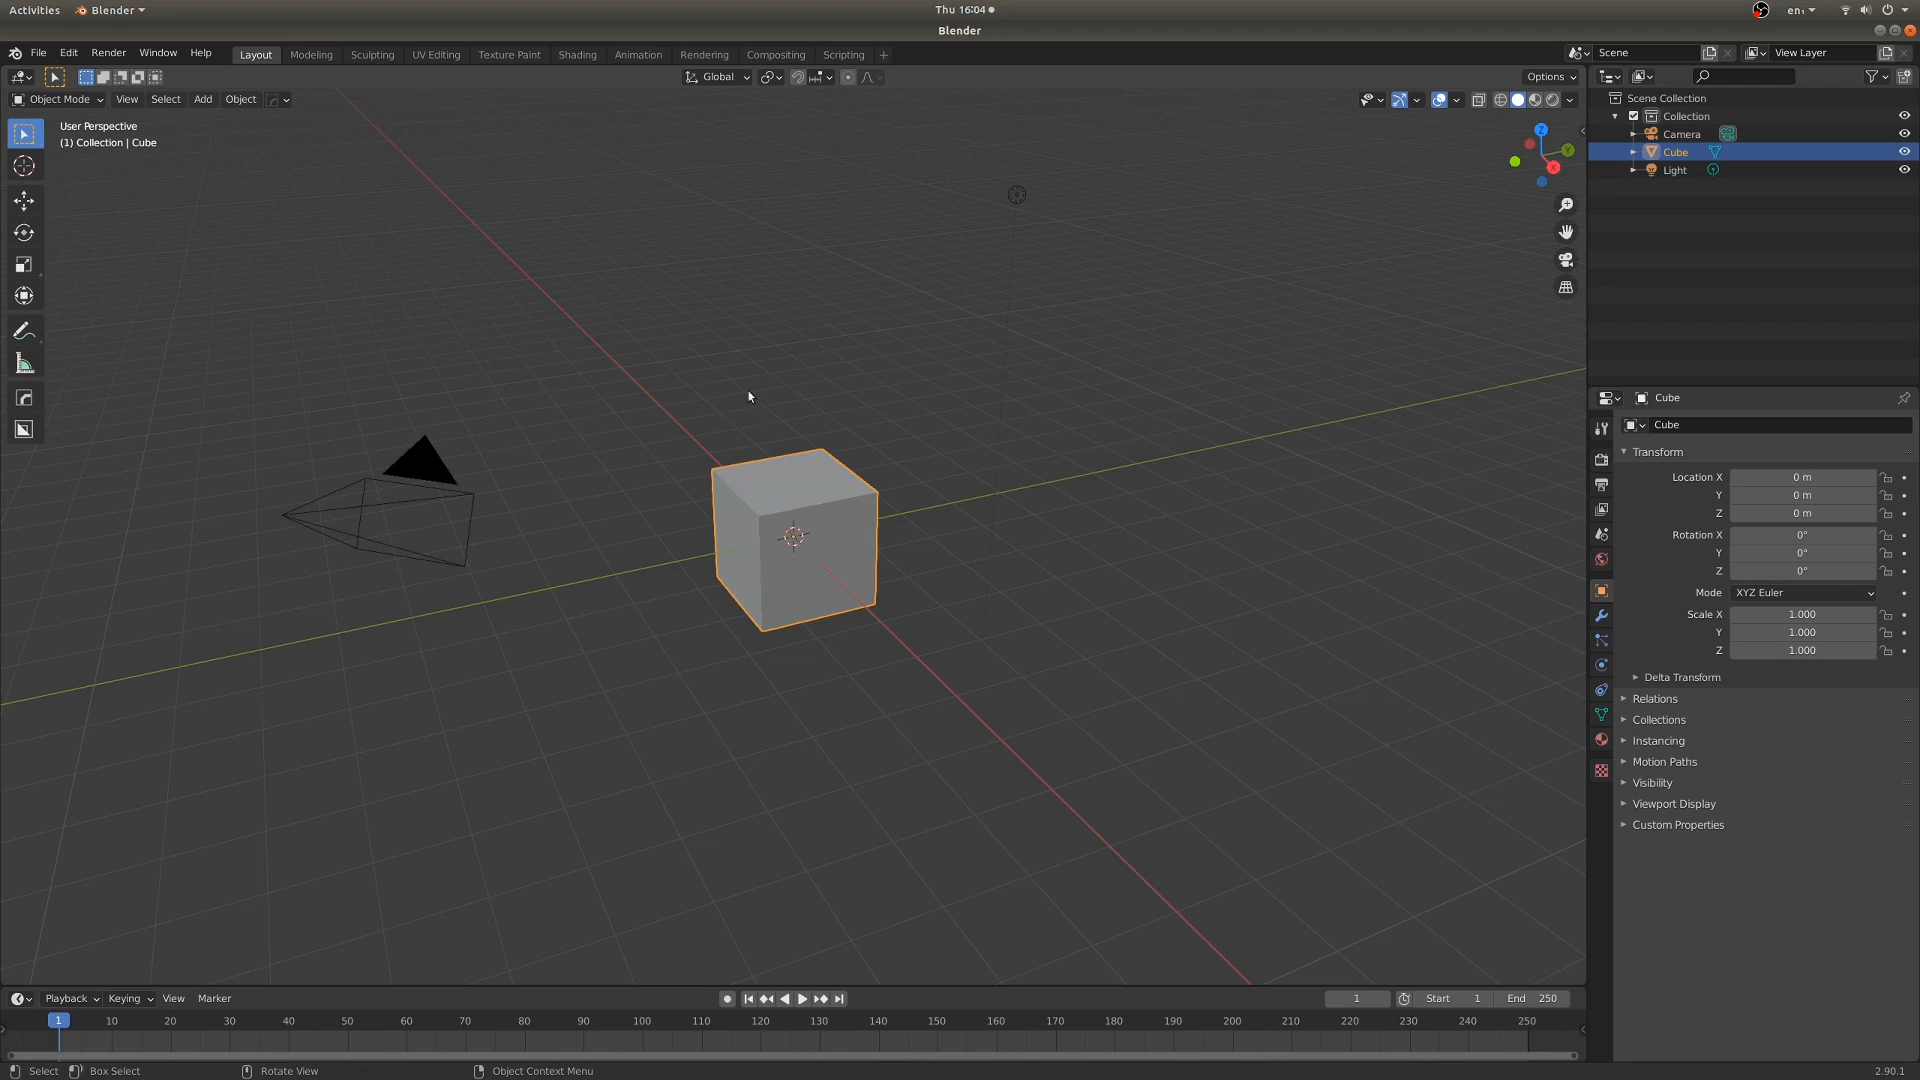 Activities Blender Thu 16:04 en₁
Blender
File Edit Render Window Help Layout Modeling Sculpting UV Editing Texture Paint Shading Animation Rendering Compositing Scripting + Scene View Layer
Global Options
Object Mode View Select Add Object
User Perspective
(1) Collection | Cube
Z
Y
X
Scene Collection
Collection
Camera
Cube
Light
Cube
Cube
Transform
Location X 0 m
Y 0 m
Z 0 m
Rotation X 0°
Y 0°
Z 0°
Mode XYZ Euler
Scale X 1.000
Y 1.000
Z 1.000
Delta Transform
Relations
Collections
Instancing
Motion Paths
Visibility
Viewport Display
Custom Properties
Playback Keying View Marker 1 Start 1 End 250
1 10 20 30 40 50 60 70 80 90 100 110 120 130 140 150 160 170 180 190 200 210 220 230 240 250
Select Box Select Rotate View Object Context Menu 2.90.1